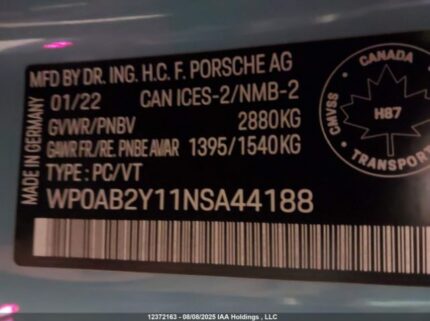 MFD BY DR. ING. H.C. F. PORSCHE AG
01/22 CAN ICES-2/NMB-2
GVWR/PNBV 2880KG
GAWR FR./RE. PNBE AVAR 1395/1540KG
TYPE : PC/VT
WP0AB2Y11NSA44188
MADE IN GERMANY
CANADA
CMVSS
H87
TRANSPORT
12372163 - 08/08/2025 IAA Holdings , LLC